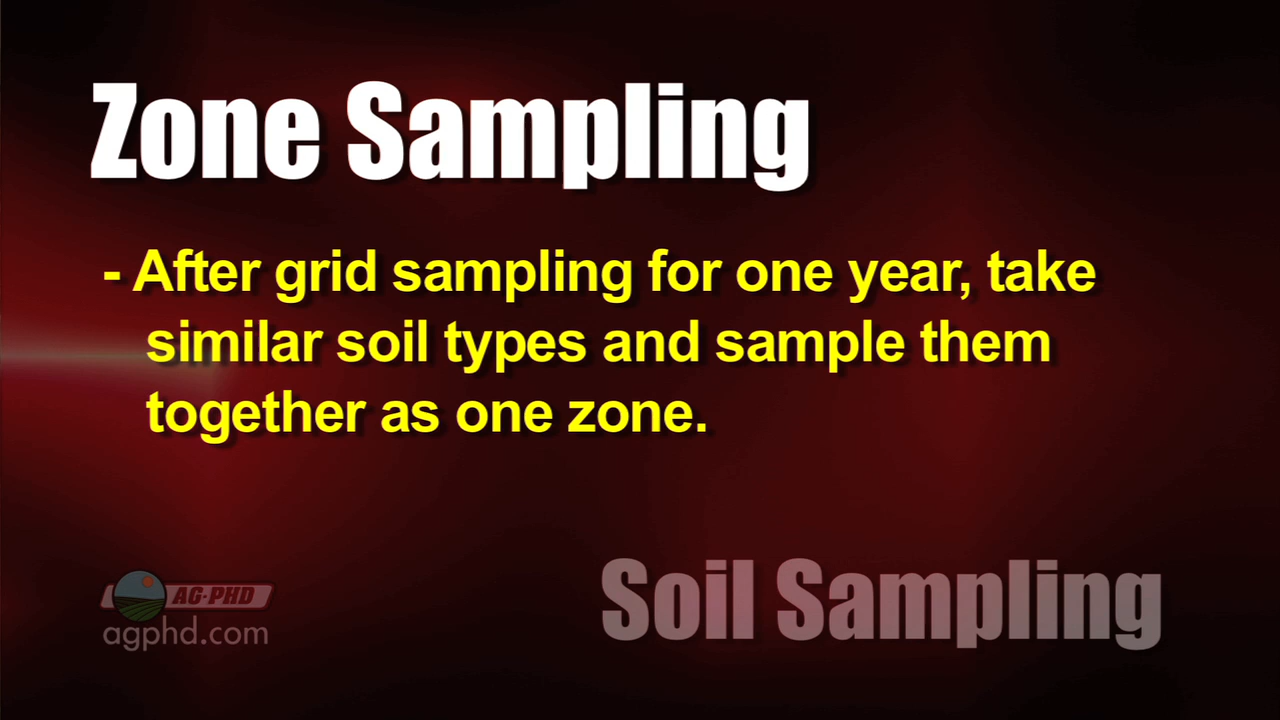 Zone Sampling
- After grid sampling for one year, take
similar soil types and sample them
together as one zone.
AG-PHD
agphd.com
Soil Sampling